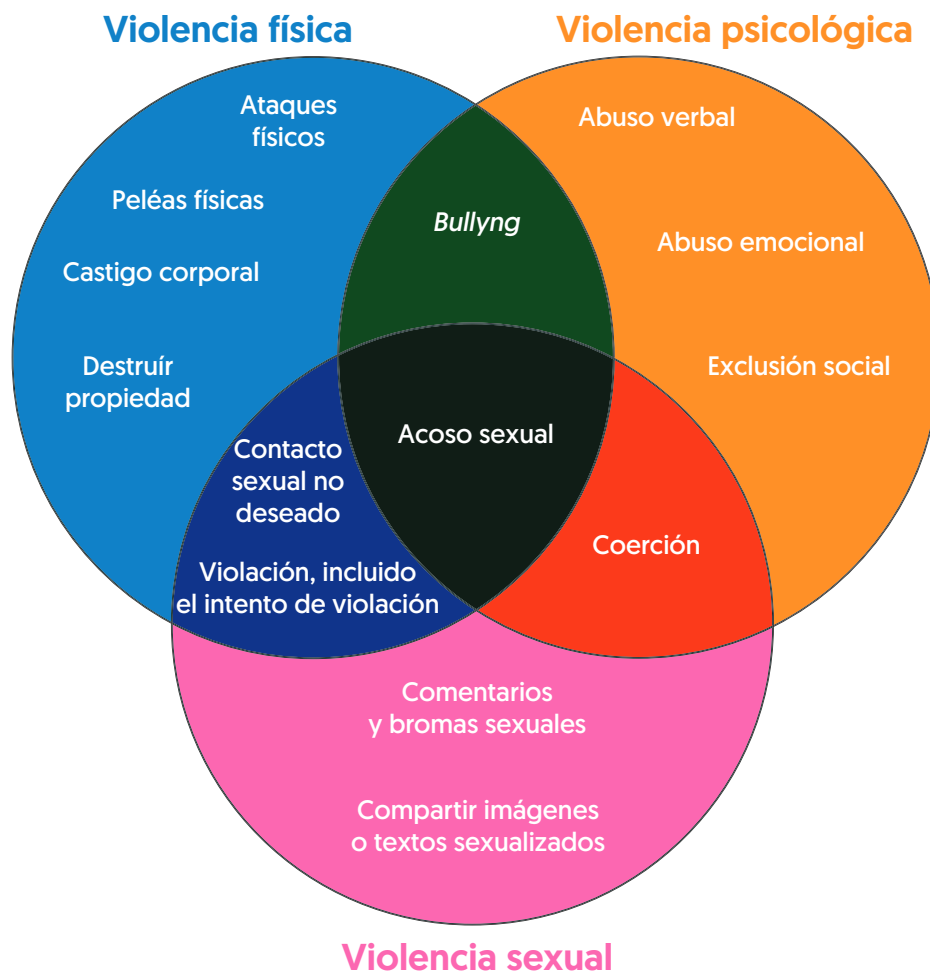 Violencia física
Violencia psicológica
Ataques
físicos
Abuso verbal
Peléas físicas
Bullyng
Abuso emocional
Castigo corporal
Destruír
propiedad
Exclusión social
Contacto
sexual no
deseado
Acoso sexual
Coerción
Violación, incluido
el intento de violación
Comentarios
y bromas sexuales
Compartir imágenes
o textos sexualizados
Violencia sexual